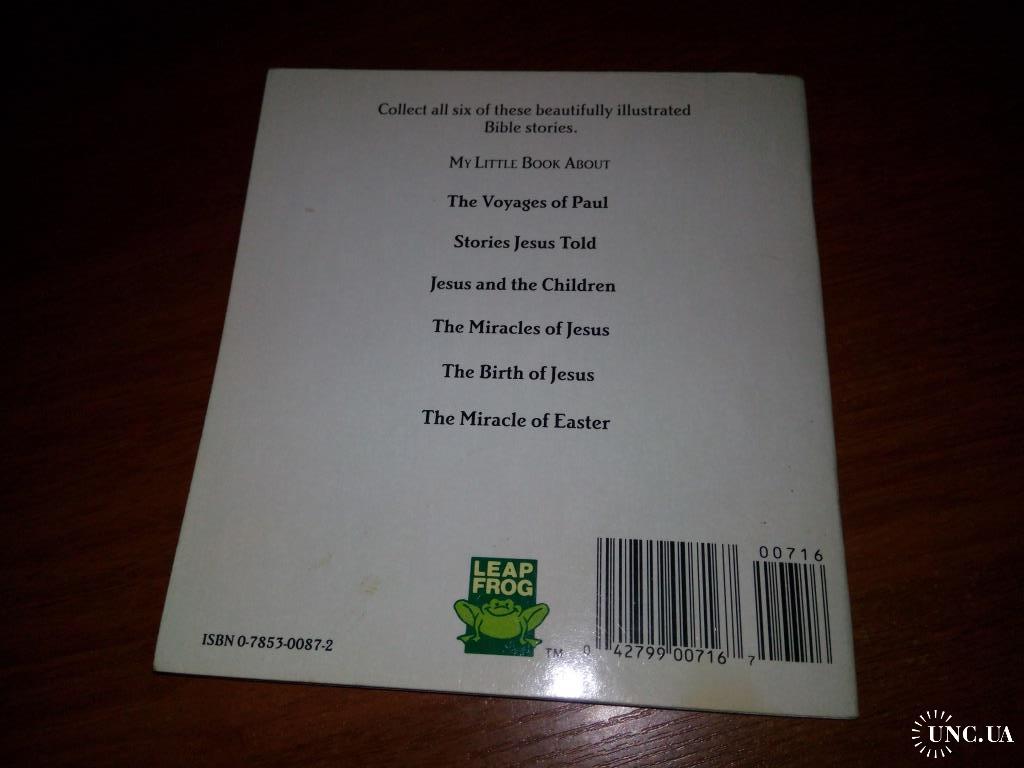 Collect all six of these beautifully illustrated
Bible stories.
My Little Book About
The Voyages of Paul
Stories Jesus Told
Jesus and the Children
The Miracles of Jesus
The Birth of Jesus
The Miracle of Easter
LEAP
FROG
TM
ISBN 0-7853-0087-2
00716
0 42799 00716 7
UNC.UA